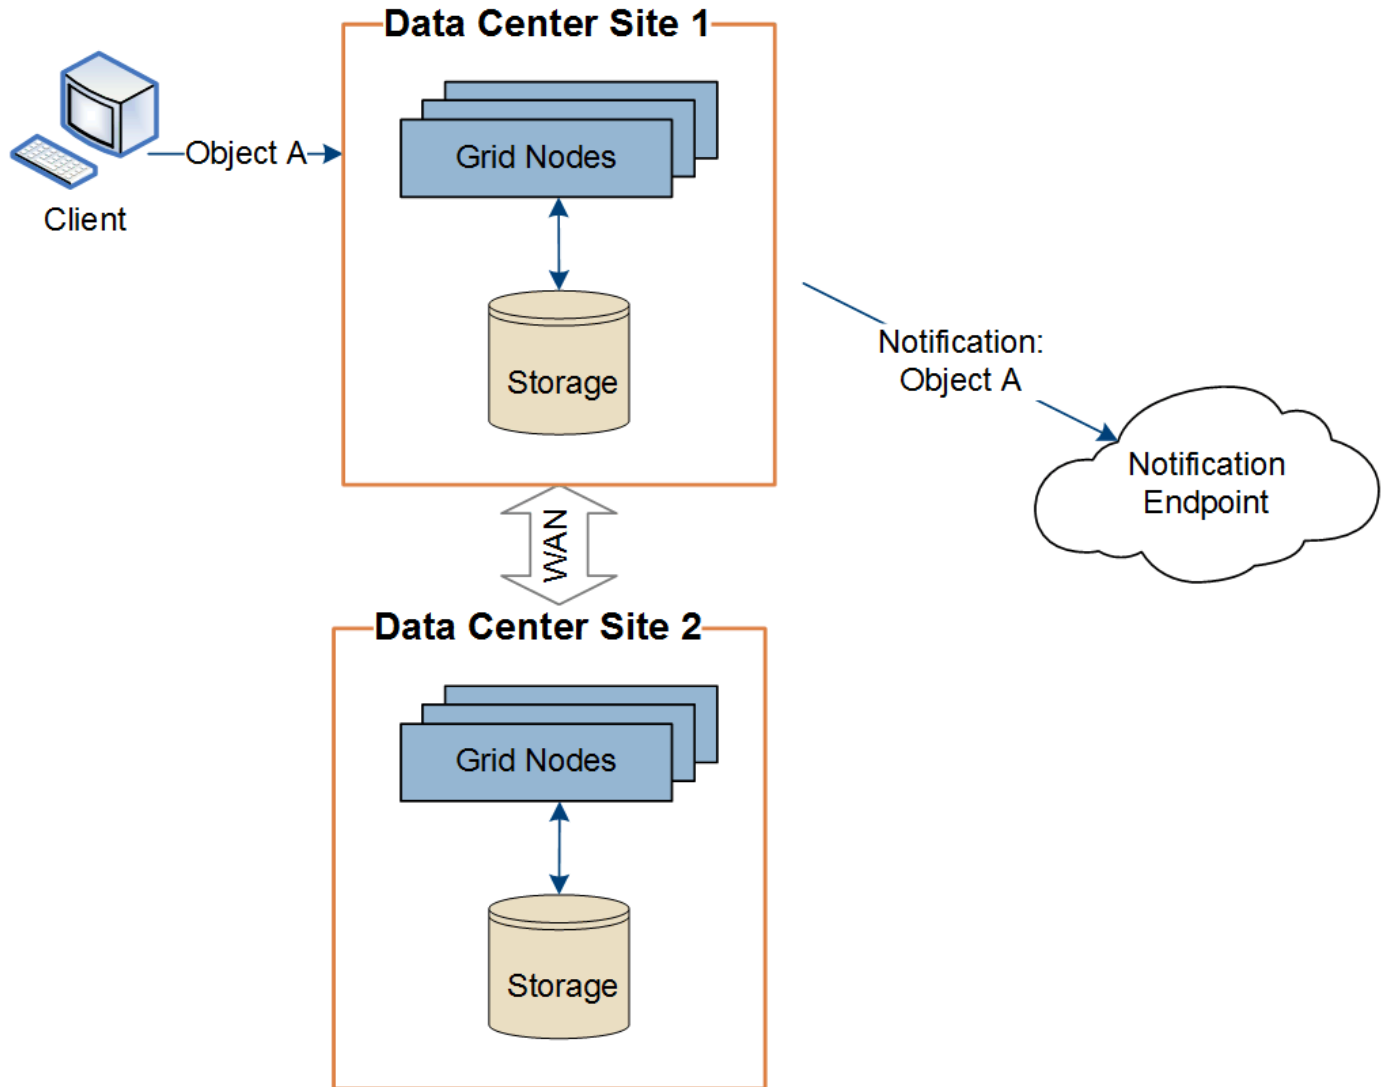 Data Center Site 1
Object A
Grid Nodes
Client
Storage
Notification:
Object A
Notification
Endpoint
WAN
Data Center Site 2
Grid Nodes
Storage